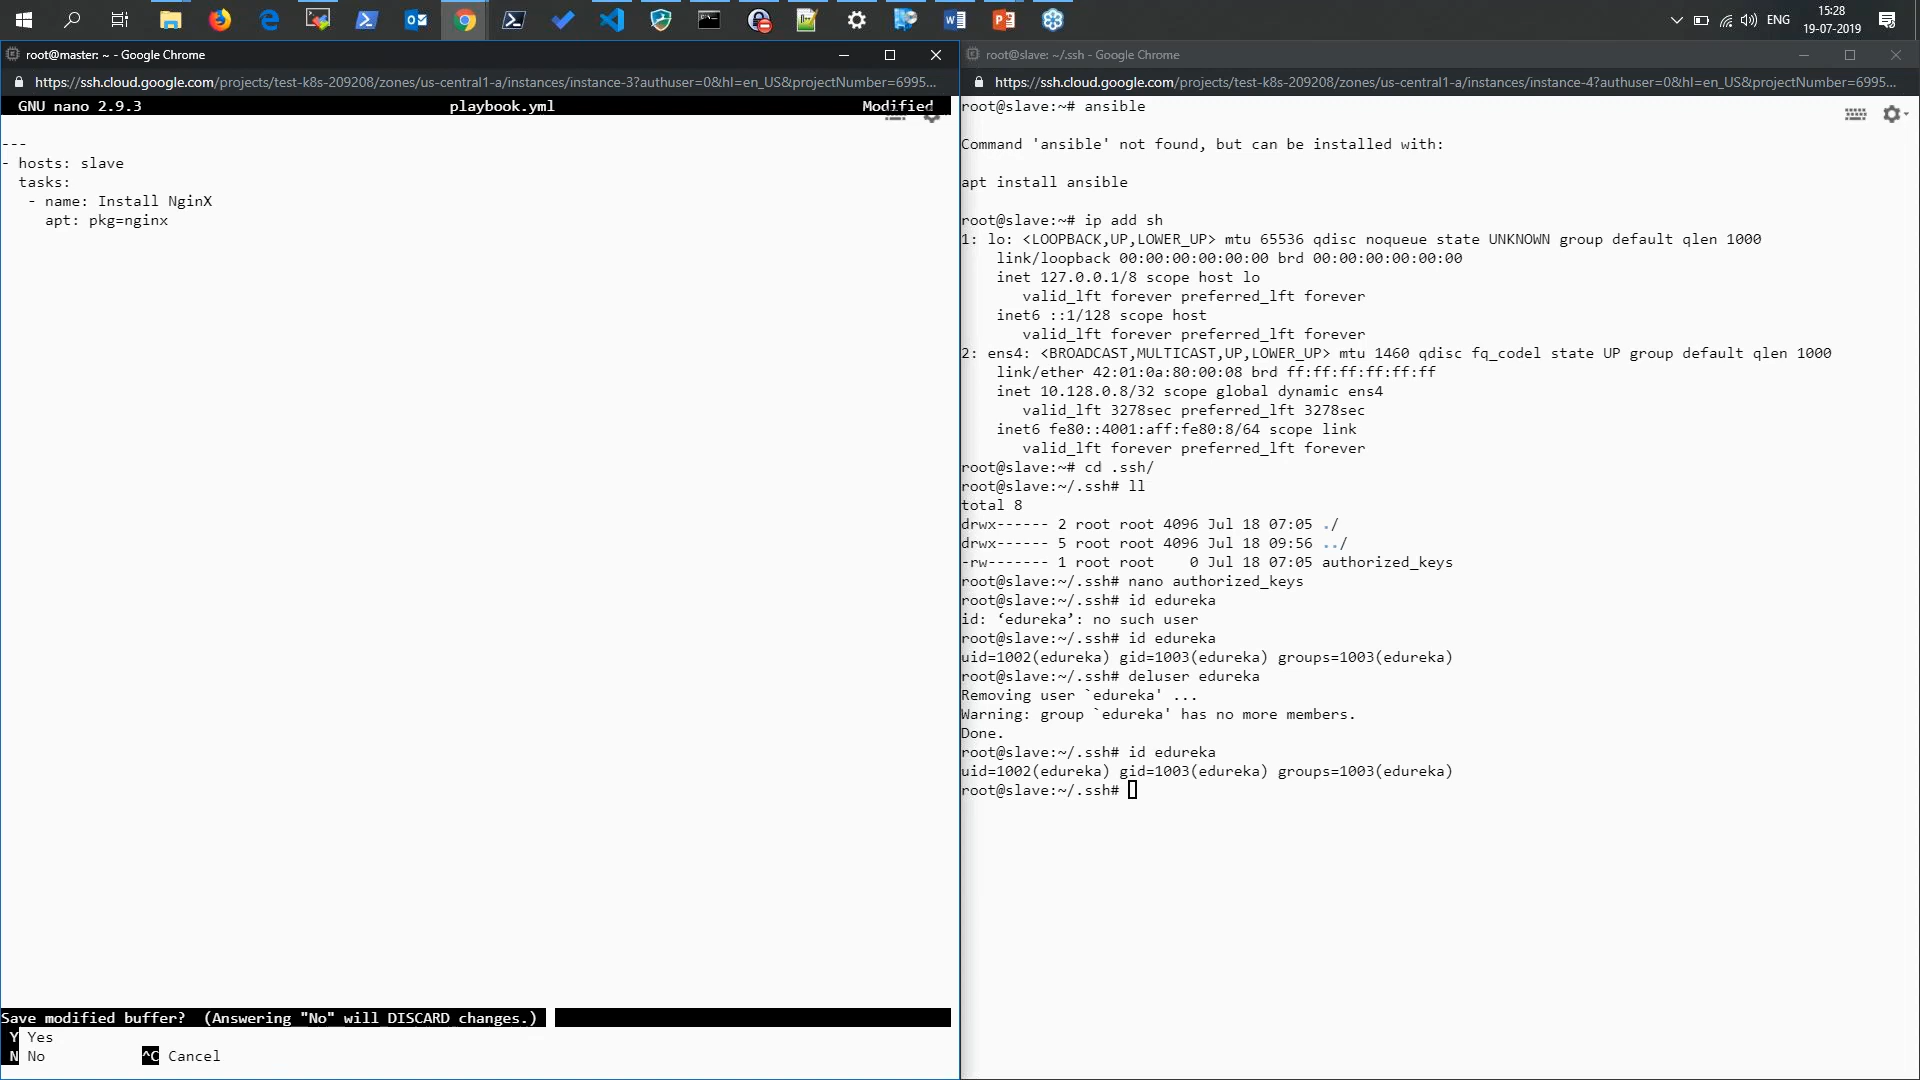 ENG
15:28
19-07-2019
root@master: ~ - Google Chrome
https://ssh.cloud.google.com/projects/test-k8s-209208/zones/us-central1-a/instances/instance-3?authuser=0&hl=en_US&projectNumber=6995...
GNU nano 2.9.3 playbook.yml Modified
---
- hosts: slave
  tasks:
   - name: Install NginX
     apt: pkg=nginx
Save modified buffer?  (Answering "No" will DISCARD changes.)
Y Yes
N No ^C Cancel
root@slave: ~/.ssh - Google Chrome
https://ssh.cloud.google.com/projects/test-k8s-209208/zones/us-central1-a/instances/instance-4?authuser=0&hl=en_US&projectNumber=6995...
root@slave:~# ansible
Command 'ansible' not found, but can be installed with:
apt install ansible
root@slave:~# ip add sh
1: lo: <LOOPBACK,UP,LOWER_UP> mtu 65536 qdisc noqueue state UNKNOWN group default qlen 1000
    link/loopback 00:00:00:00:00:00 brd 00:00:00:00:00:00
    inet 127.0.0.1/8 scope host lo
       valid_lft forever preferred_lft forever
    inet6 ::1/128 scope host
       valid_lft forever preferred_lft forever
2: ens4: <BROADCAST,MULTICAST,UP,LOWER_UP> mtu 1460 qdisc fq_codel state UP group default qlen 1000
    link/ether 42:01:0a:80:00:08 brd ff:ff:ff:ff:ff:ff
    inet 10.128.0.8/32 scope global dynamic ens4
       valid_lft 3278sec preferred_lft 3278sec
    inet6 fe80::4001:aff:fe80:8/64 scope link
       valid_lft forever preferred_lft forever
root@slave:~# cd .ssh/
root@slave:~/.ssh# ll
total 8
drwx------ 2 root root 4096 Jul 18 07:05 ./
drwx------ 5 root root 4096 Jul 18 09:56 ../
-rw------- 1 root root    0 Jul 18 07:05 authorized_keys
root@slave:~/.ssh# nano authorized_keys
root@slave:~/.ssh# id edureka
id: ‘edureka’: no such user
root@slave:~/.ssh# id edureka
uid=1002(edureka) gid=1003(edureka) groups=1003(edureka)
root@slave:~/.ssh# deluser edureka
Removing user `edureka' ...
Warning: group `edureka' has no more members.
Done.
root@slave:~/.ssh# id edureka
uid=1002(edureka) gid=1003(edureka) groups=1003(edureka)
root@slave:~/.ssh#